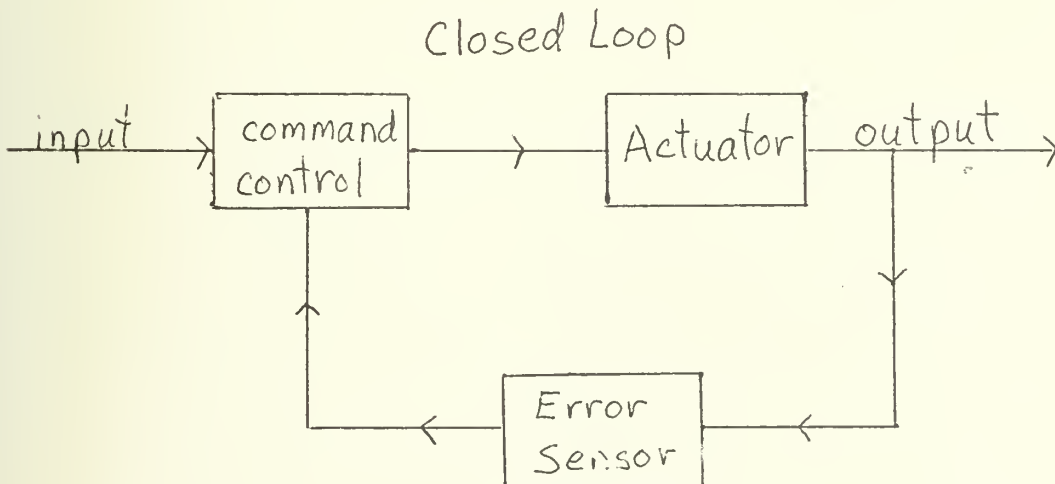 Closed Loop
input
command
control
Actuator
output
Error
Sensor